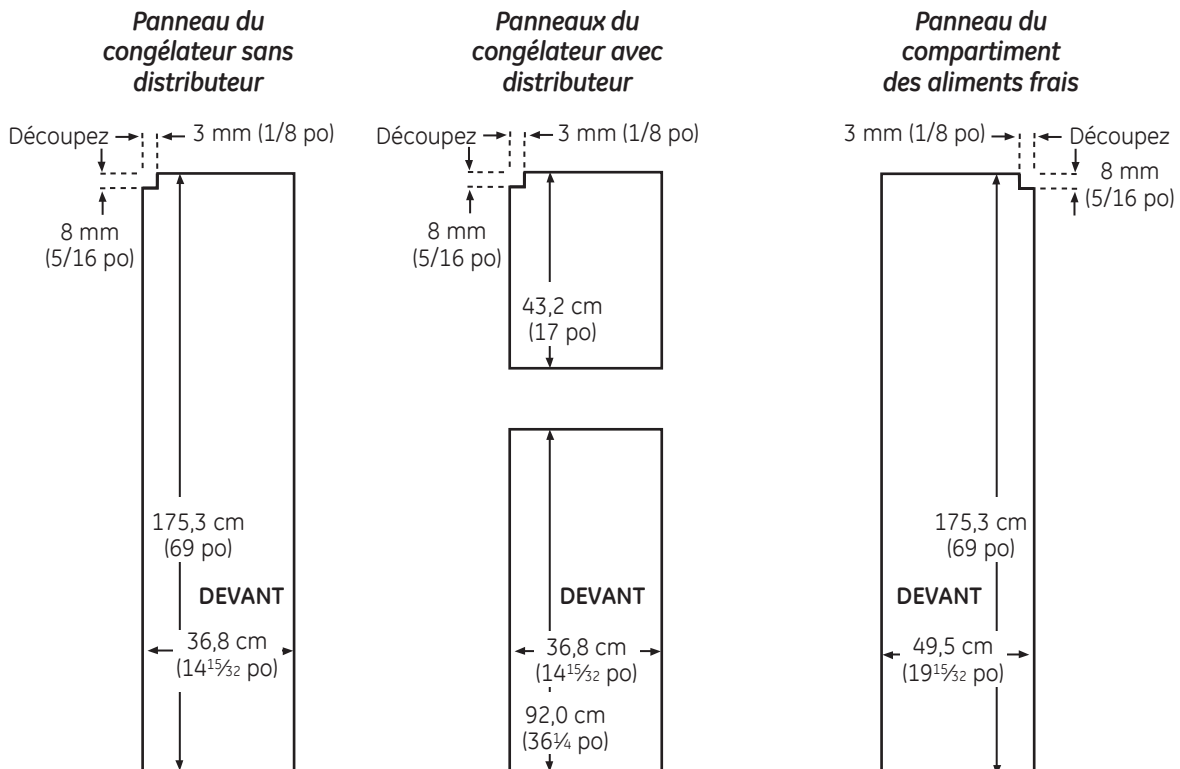 Panneau du
congélateur sans
distributeur
Découpez
3 mm (1/8 po)
8 mm
(5/16 po)
175,3 cm
(69 po)
DEVANT
36,8 cm
(14 15/32 po)
Panneaux du
congélateur avec
distributeur
Découpez
3 mm (1/8 po)
8 mm
(5/16 po)
43,2 cm
(17 po)
DEVANT
36,8 cm
(14 15/32 po)
92,0 cm
(36 1/4 po)
Panneau du
compartiment
des aliments frais
3 mm (1/8 po)
Découpez
8 mm
(5/16 po)
175,3 cm
(69 po)
DEVANT
49,5 cm
(19 15/32 po)